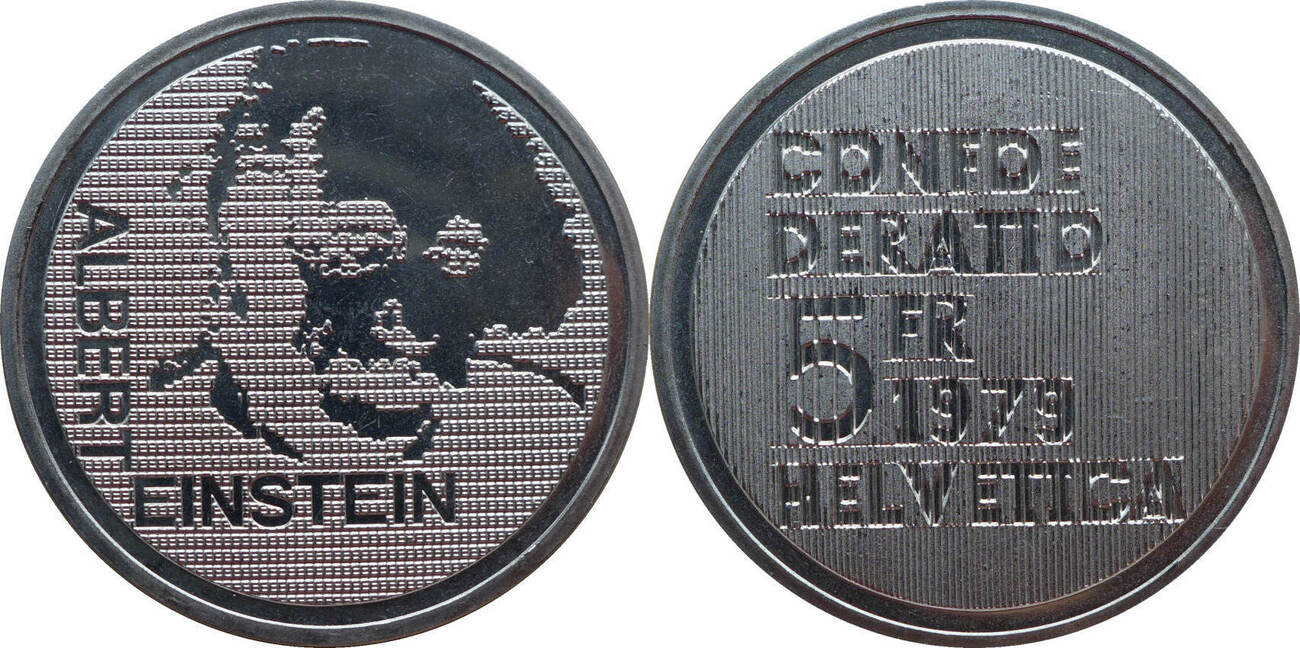 ALBERT
EINSTEIN
CONFOE
DERATIO
5 FR
1979
HELVETICA